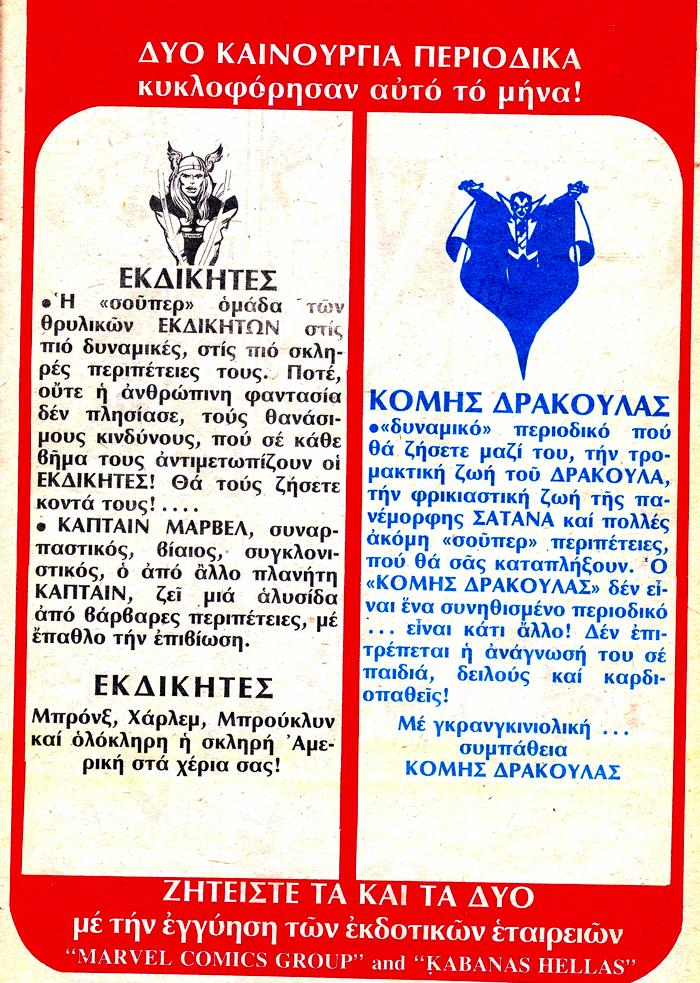 ΔΥΟ ΚΑΙΝΟΥΡΓΙΑ ΠΕΡΙΟΔΙΚΑ
κυκλοφόρησαν αὐτό τό μήνα!
ΕΚΔΙΚΗΤΕΣ
•Ἡ «σοῦπερ» ὁμάδα τῶν
θρυλικῶν ΕΚΔΙΚΗΤΩΝ στίς
πιό δυναμικές, στίς πιό σκλη-
ρές περιπέτειες τους. Ποτέ,
οὔτε ἡ ἀνθρώπινη φαντασία
δέν πλησίασε, τούς θανάσι-
μους κινδύνους, πού σέ κάθε
βῆμα τους ἀντιμετωπίζουν οἱ
ΕΚΔΙΚΗΤΕΣ! Θά τούς ζήσετε
κοντά τους! ....
• ΚΑΠΤΑΙΝ ΜΑΡΒΕΛ, συναρ-
παστικός, βίαιος, συγκλονι-
στικός, ὁ ἀπό ἄλλο πλανήτη
ΚΑΠΤΑΙΝ, ζεῖ μιά ἁλυσίδα
ἀπό βάρβαρες περιπέτειες, μέ
ἔπαθλο τήν ἐπιβίωση.
ΕΚΔΙΚΗΤΕΣ
Μπρόνξ, Χάρλεμ, Μπρούκλυν
καί ὁλόκληρη ἡ σκληρή Ἀμε-
ρική στά χέρια σας!
ΚΟΜΗΣ ΔΡΑΚΟΥΛΑΣ
•«δυναμικό» περιοδικό πού
θά ζήσετε μαζί του, τήν τρο-
μακτική ζωή τοῦ ΔΡΑΚΟΥΛΑ,
τήν φρικιαστική ζωή τῆς πα-
νέμορφης ΣΑΤΑΝΑ καί πολλές
ἀκόμη «σοῦπερ» περιπέτειες,
πού θά σᾶς καταπλήξουν. Ὁ
«ΚΟΜΗΣ ΔΡΑΚΟΥΛΑΣ» δέν εἶ-
ναι ἕνα συνηθισμένο περιοδικό
... εἶναι κάτι ἄλλο! Δέν ἐπι-
τρέπεται ἡ ἀνάγνωσή του σέ
παιδιά, δειλούς καί καρδι-
οπαθεῖς!
Μέ γκρανγκινιολική ...
συμπάθεια
ΚΟΜΗΣ ΔΡΑΚΟΥΛΑΣ
ΖΗΤΕΙΣΤΕ ΤΑ ΚΑΙ ΤΑ ΔΥΟ
μέ τήν ἐγγύηση τῶν ἐκδοτικῶν ἑταιρειῶν
“MARVEL COMICS GROUP” and “KABANAS HELLAS”